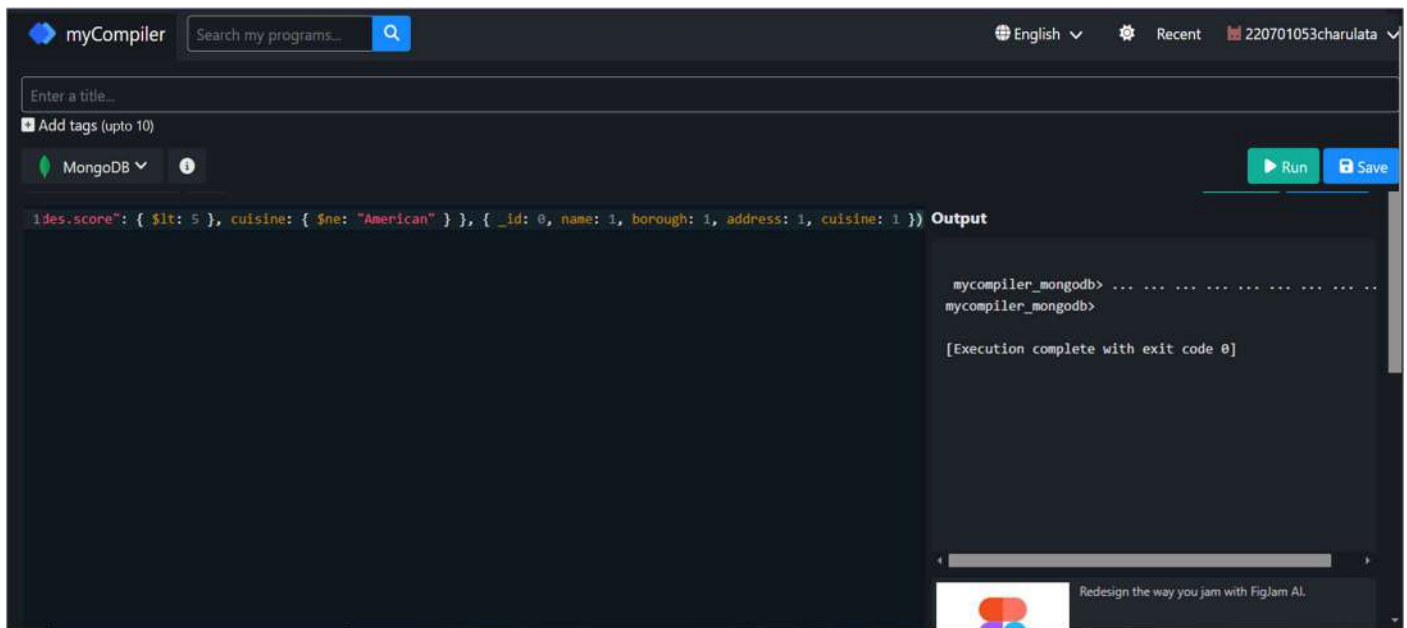 myCompiler
Search my programs...
English
Recent
220701053charulata
Enter a title...
Add tags (upto 10)
MongoDB
Run
Save
1des.score": { $lt: 5 }, cuisine: { $ne: "American" } }, { _id: 0, name: 1, borough: 1, address: 1, cuisine: 1 })
Output
mycompiler_mongodb> ... ... ... ... ... ... ... ... ..
mycompiler_mongodb>
[Execution complete with exit code 0]
Redesign the way you jam with FigJam AI.